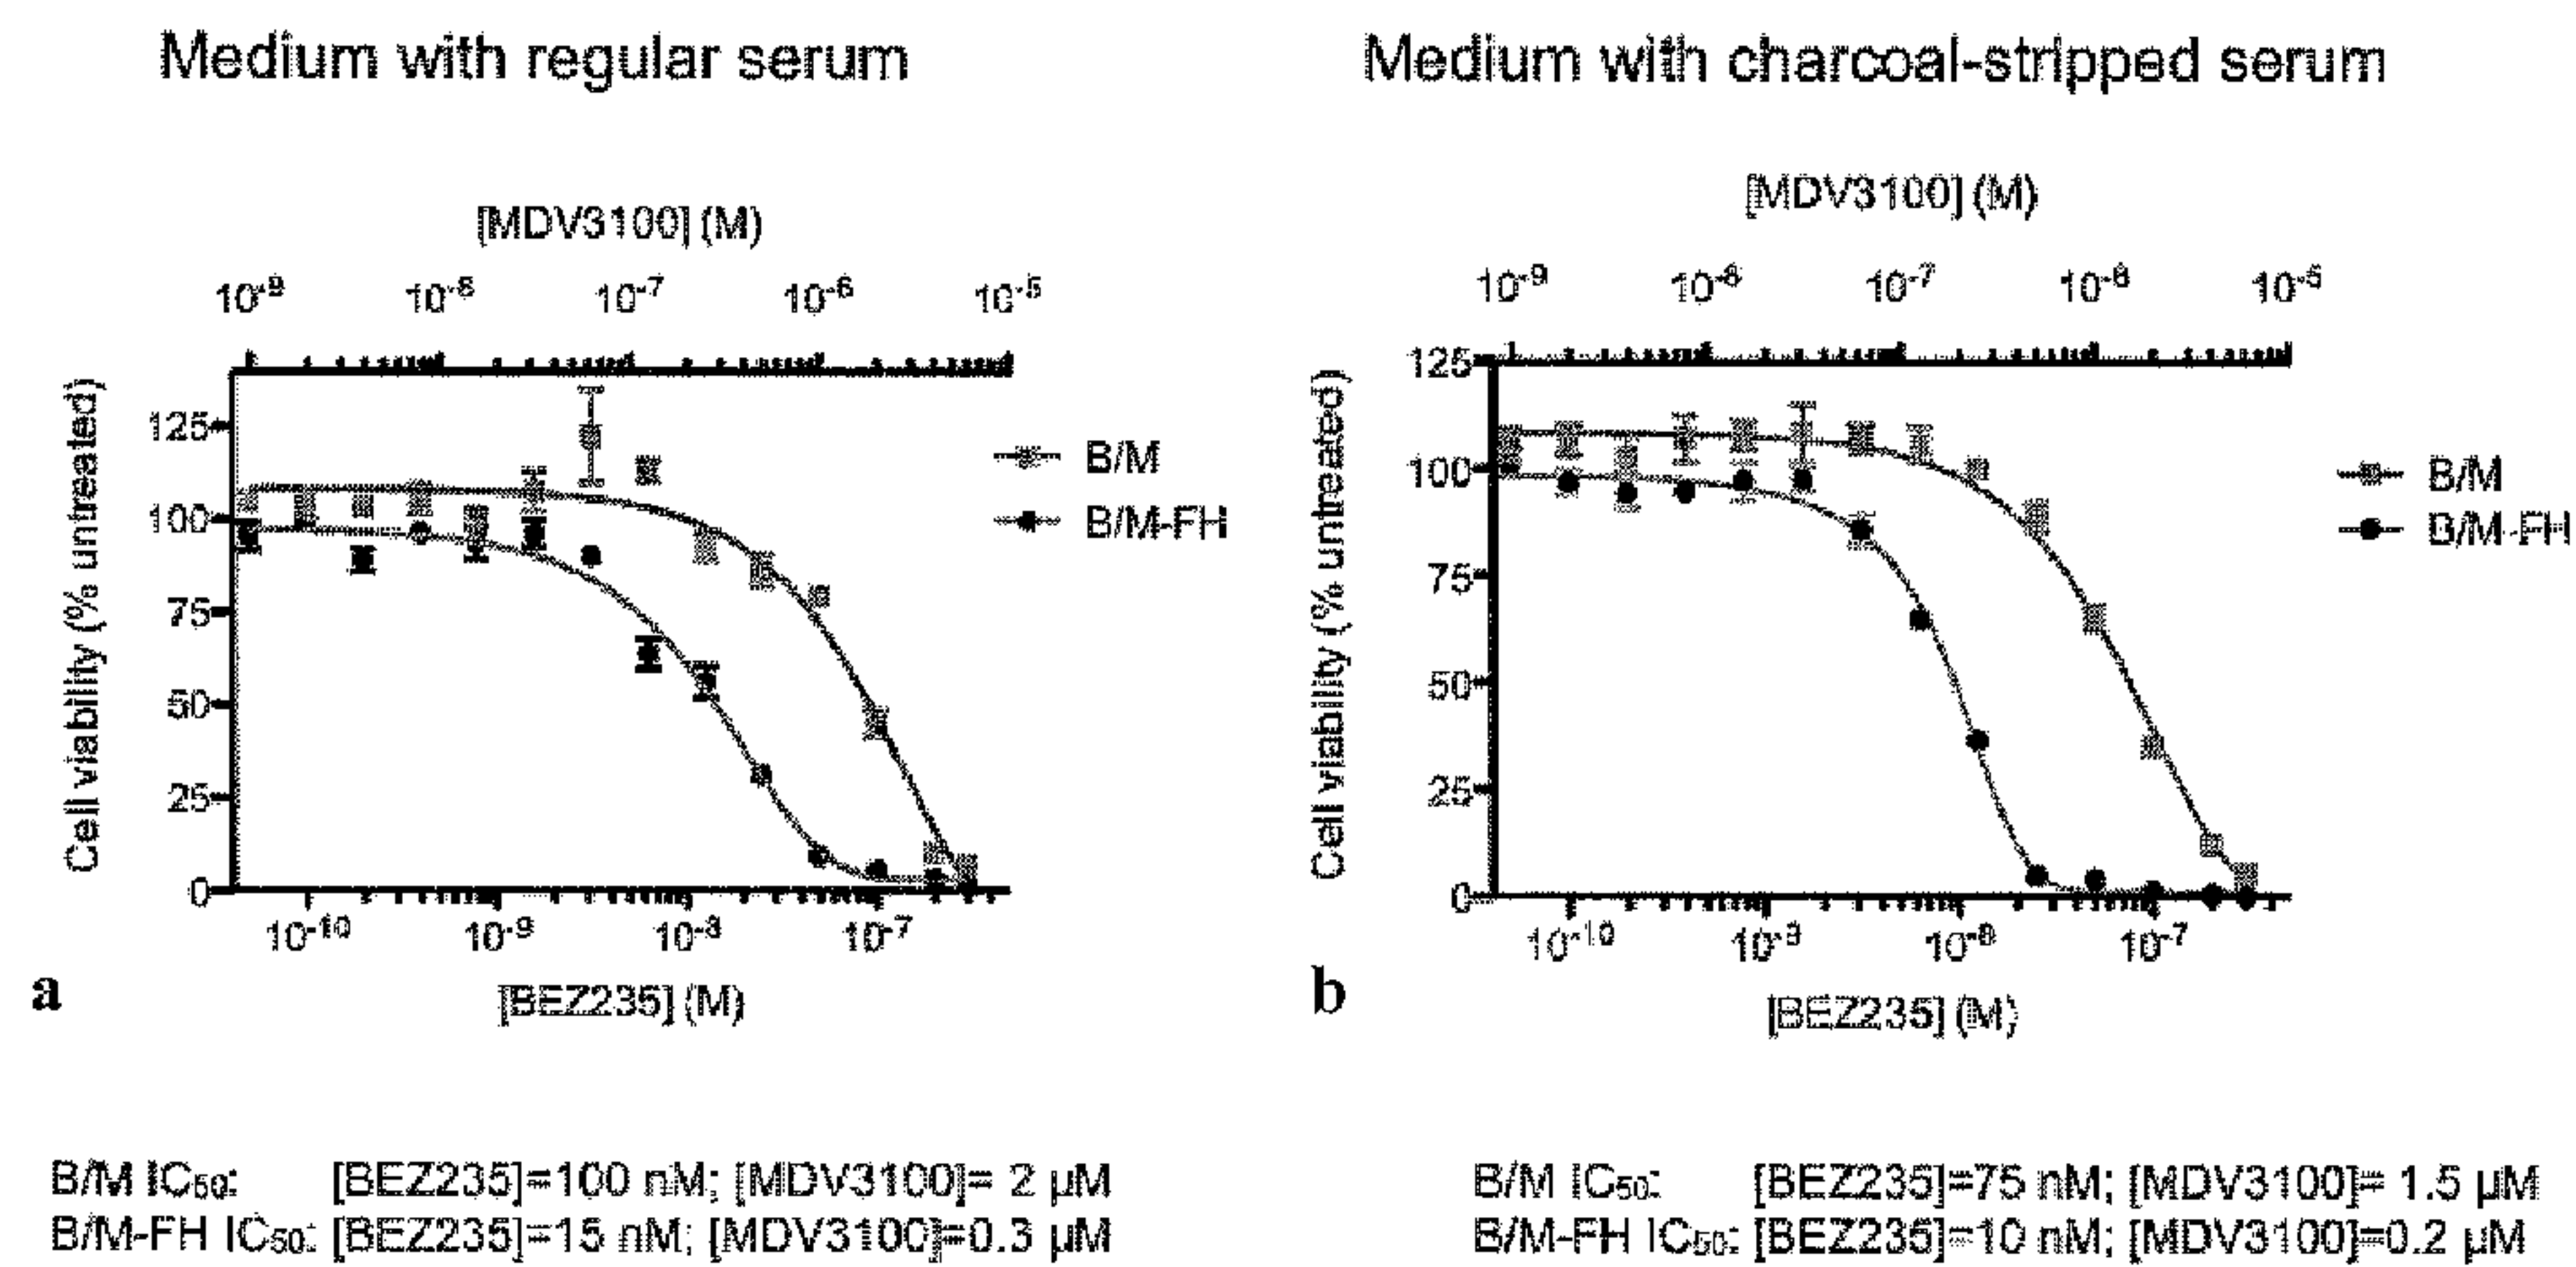 Medium with regular serum
[MDV3100] (M)
10⁻⁹ 10⁻⁸ 10⁻⁷ 10⁻⁶ 10⁻⁵
Cell viability (% untreated)
125
100
75
50
25
0
B/M
B/M-FH
10⁻¹⁰ 10⁻⁹ 10⁻⁸ 10⁻⁷
a
[BEZ235] (M)
B/M IC₅₀: [BEZ235]=100 nM; [MDV3100]= 2 µM
B/M-FH IC₅₀: [BEZ235]=15 nM; [MDV3100]=0.3 µM
Medium with charcoal-stripped serum
[MDV3100] (M)
10⁻⁹ 10⁻⁸ 10⁻⁷ 10⁻⁶ 10⁻⁵
Cell viability (% untreated)
125
100
75
50
25
0
B/M
B/M-FH
10⁻¹⁰ 10⁻⁹ 10⁻⁸ 10⁻⁷
b
[BEZ235] (M)
B/M IC₅₀: [BEZ235]=75 nM; [MDV3100]= 1.5 µM
B/M-FH IC₅₀: [BEZ235]=10 nM; [MDV3100]=0.2 µM